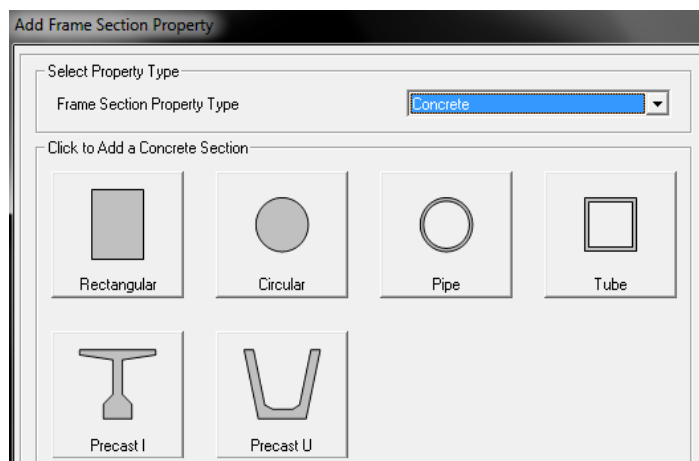 Add Frame Section Property
Select Property Type
Frame Section Property Type
Concrete
Click to Add a Concrete Section
Rectangular
Circular
Pipe
Tube
Precast I
Precast U